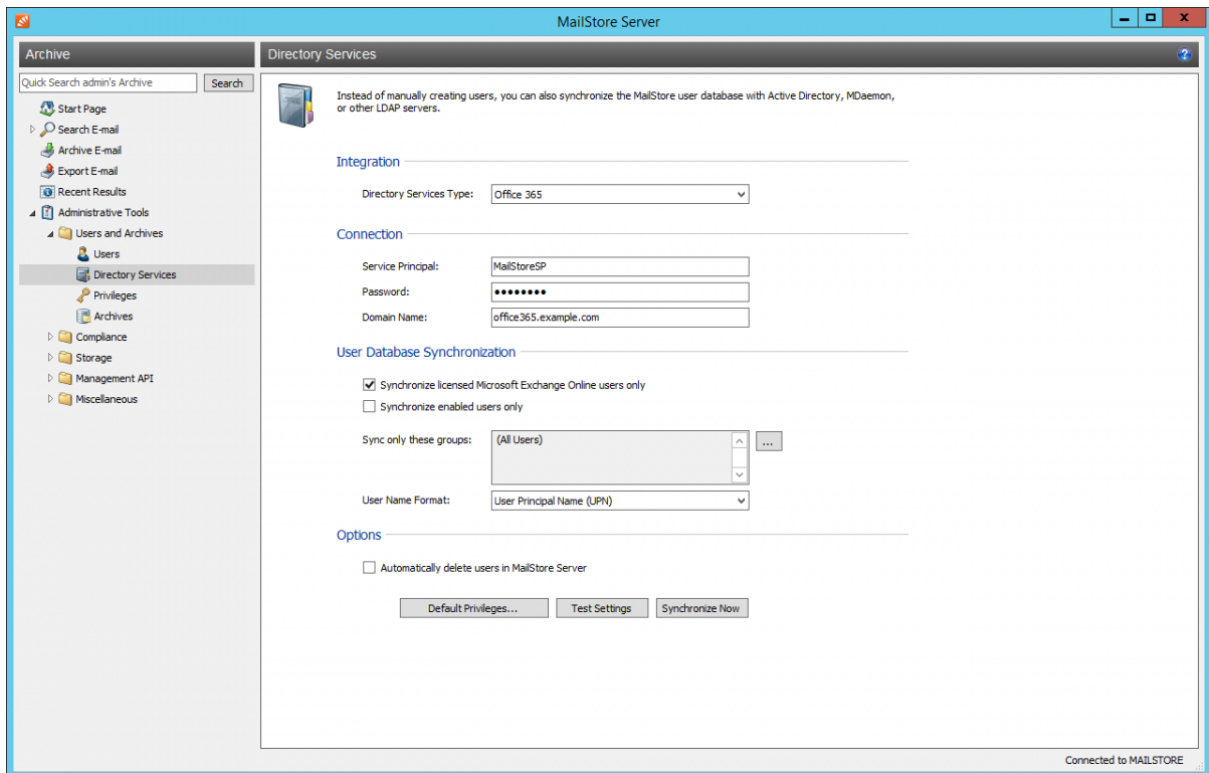 MailStore Server
Archive
Directory Services
Quick Search admin's Archive
Search
Start Page
Search E-mail
Archive E-mail
Export E-mail
Recent Results
Administrative Tools
Users and Archives
Users
Directory Services
Privileges
Archives
Compliance
Storage
Management API
Miscellaneous
Instead of manually creating users, you can also synchronize the MailStore user database with Active Directory, MDaemon,
or other LDAP servers.
Integration
Directory Services Type: Office 365
Connection
Service Principal: MailStoreSP
Password: ●●●●●●●●
Domain Name: office365.example.com
User Database Synchronization
Synchronize licensed Microsoft Exchange Online users only
Synchronize enabled users only
Sync only these groups: (All Users) ...
User Name Format: User Principal Name (UPN)
Options
Automatically delete users in MailStore Server
Default Privileges... Test Settings Synchronize Now
Connected to MAILSTORE